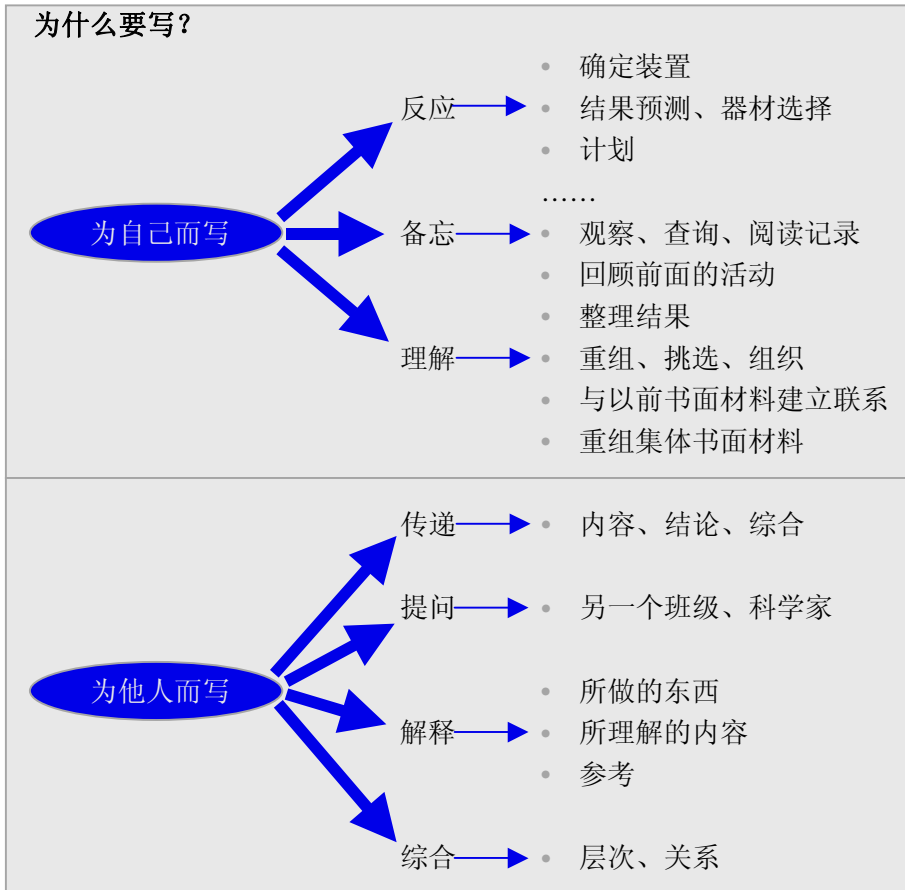 为什么要写？
确定装置
反应
结果预测、器材选择
计划
……
为自己而写
备忘
观察、查询、阅读记录
回顾前面的活动
整理结果
理解
重组、挑选、组织
与以前书面材料建立联系
重组集体书面材料
传递
内容、结论、综合
提问
另一个班级、科学家
为他人而写
所做的东西
解释
所理解的内容
参考
综合
层次、关系